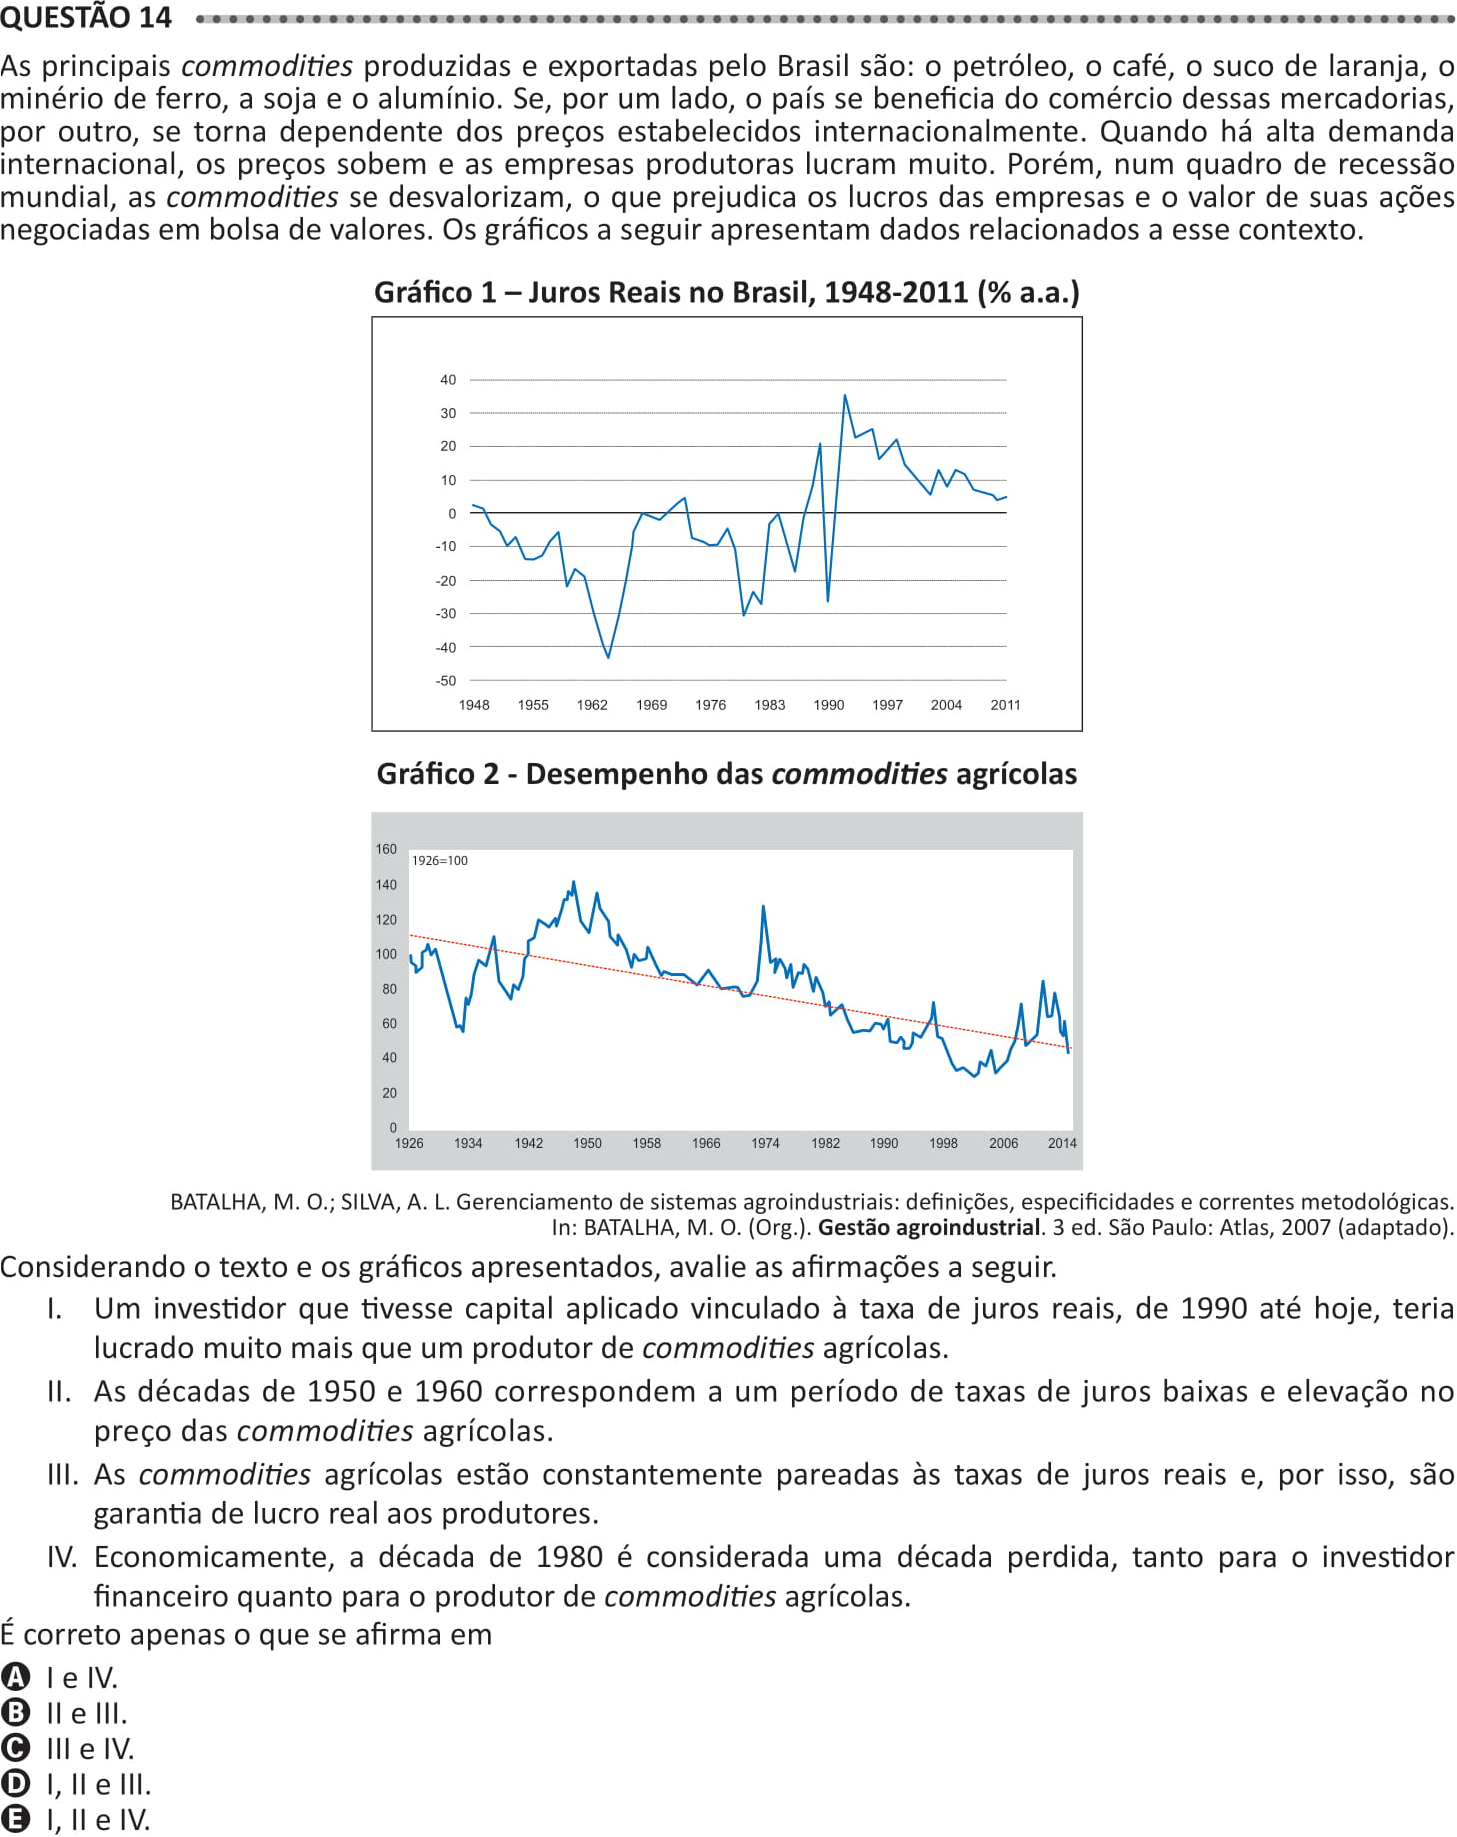 QUESTÃO 14
As principais commodities produzidas e exportadas pelo Brasil são: o petróleo, o café, o suco de laranja, o
minério de ferro, a soja e o alumínio. Se, por um lado, o país se beneficia do comércio dessas mercadorias,
por outro, se torna dependente dos preços estabelecidos internacionalmente. Quando há alta demanda
internacional, os preços sobem e as empresas produtoras lucram muito. Porém, num quadro de recessão
mundial, as commodities se desvalorizam, o que prejudica os lucros das empresas e o valor de suas ações
negociadas em bolsa de valores. Os gráficos a seguir apresentam dados relacionados a esse contexto.
Gráfico 1 – Juros Reais no Brasil, 1948-2011 (% a.a.)
40
30
20
10
0
-10
-20
-30
-40
-50
1948 1955 1962 1969 1976 1983 1990 1997 2004 2011
Gráfico 2 - Desempenho das commodities agrícolas
160
1926=100
140
120
100
80
60
40
20
0
1926 1934 1942 1950 1958 1966 1974 1982 1990 1998 2006 2014
BATALHA, M. O.; SILVA, A. L. Gerenciamento de sistemas agroindustriais: definições, especificidades e correntes metodológicas.
In: BATALHA, M. O. (Org.). Gestão agroindustrial. 3 ed. São Paulo: Atlas, 2007 (adaptado).
Considerando o texto e os gráficos apresentados, avalie as afirmações a seguir.
I. Um investidor que tivesse capital aplicado vinculado à taxa de juros reais, de 1990 até hoje, teria
lucrado muito mais que um produtor de commodities agrícolas.
II. As décadas de 1950 e 1960 correspondem a um período de taxas de juros baixas e elevação no
preço das commodities agrícolas.
III. As commodities agrícolas estão constantemente pareadas às taxas de juros reais e, por isso, são
garantia de lucro real aos produtores.
IV. Economicamente, a década de 1980 é considerada uma década perdida, tanto para o investidor
financeiro quanto para o produtor de commodities agrícolas.
É correto apenas o que se afirma em
A I e IV.
B II e III.
C III e IV.
D I, II e III.
E I, II e IV.